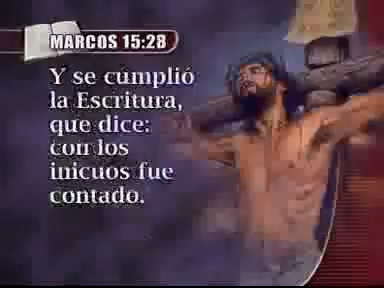 MARCOS 15:28
Y se cumplió
la Escritura,
que dice:
con los
inicuos fue
contado.